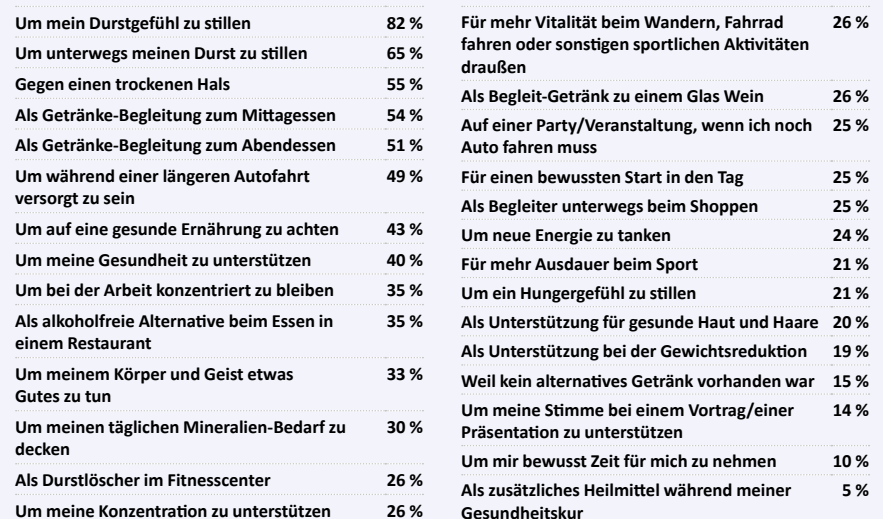 Um mein Durstgefühl zu stillen 82 %
Um unterwegs meinen Durst zu stillen 65 %
Gegen einen trockenen Hals 55 %
Als Getränke-Begleitung zum Mittagessen 54 %
Als Getränke-Begleitung zum Abendessen 51 %
Um während einer längeren Autofahrt 49 %
versorgt zu sein
Um auf eine gesunde Ernährung zu achten 43 %
Um meine Gesundheit zu unterstützen 40 %
Um bei der Arbeit konzentriert zu bleiben 35 %
Als alkoholfreie Alternative beim Essen in 35 %
einem Restaurant
Um meinem Körper und Geist etwas 33 %
Gutes zu tun
Um meinen täglichen Mineralien-Bedarf zu 30 %
decken
Als Durstlöscher im Fitnesscenter 26 %
Um meine Konzentration zu unterstützen 26 %
Für mehr Vitalität beim Wandern, Fahrrad 26 %
fahren oder sonstigen sportlichen Aktivitäten
draußen
Als Begleit-Getränk zu einem Glas Wein 26 %
Auf einer Party/Veranstaltung, wenn ich noch 25 %
Auto fahren muss
Für einen bewussten Start in den Tag 25 %
Als Begleiter unterwegs beim Shoppen 25 %
Um neue Energie zu tanken 24 %
Für mehr Ausdauer beim Sport 21 %
Um ein Hungergefühl zu stillen 21 %
Als Unterstützung für gesunde Haut und Haare 20 %
Als Unterstützung bei der Gewichtsreduktion 19 %
Weil kein alternatives Getränk vorhanden war 15 %
Um meine Stimme bei einem Vortrag/einer 14 %
Präsentation zu unterstützen
Um mir bewusst Zeit für mich zu nehmen 10 %
Als zusätzliches Heilmittel während meiner 5 %
Gesundheitskur